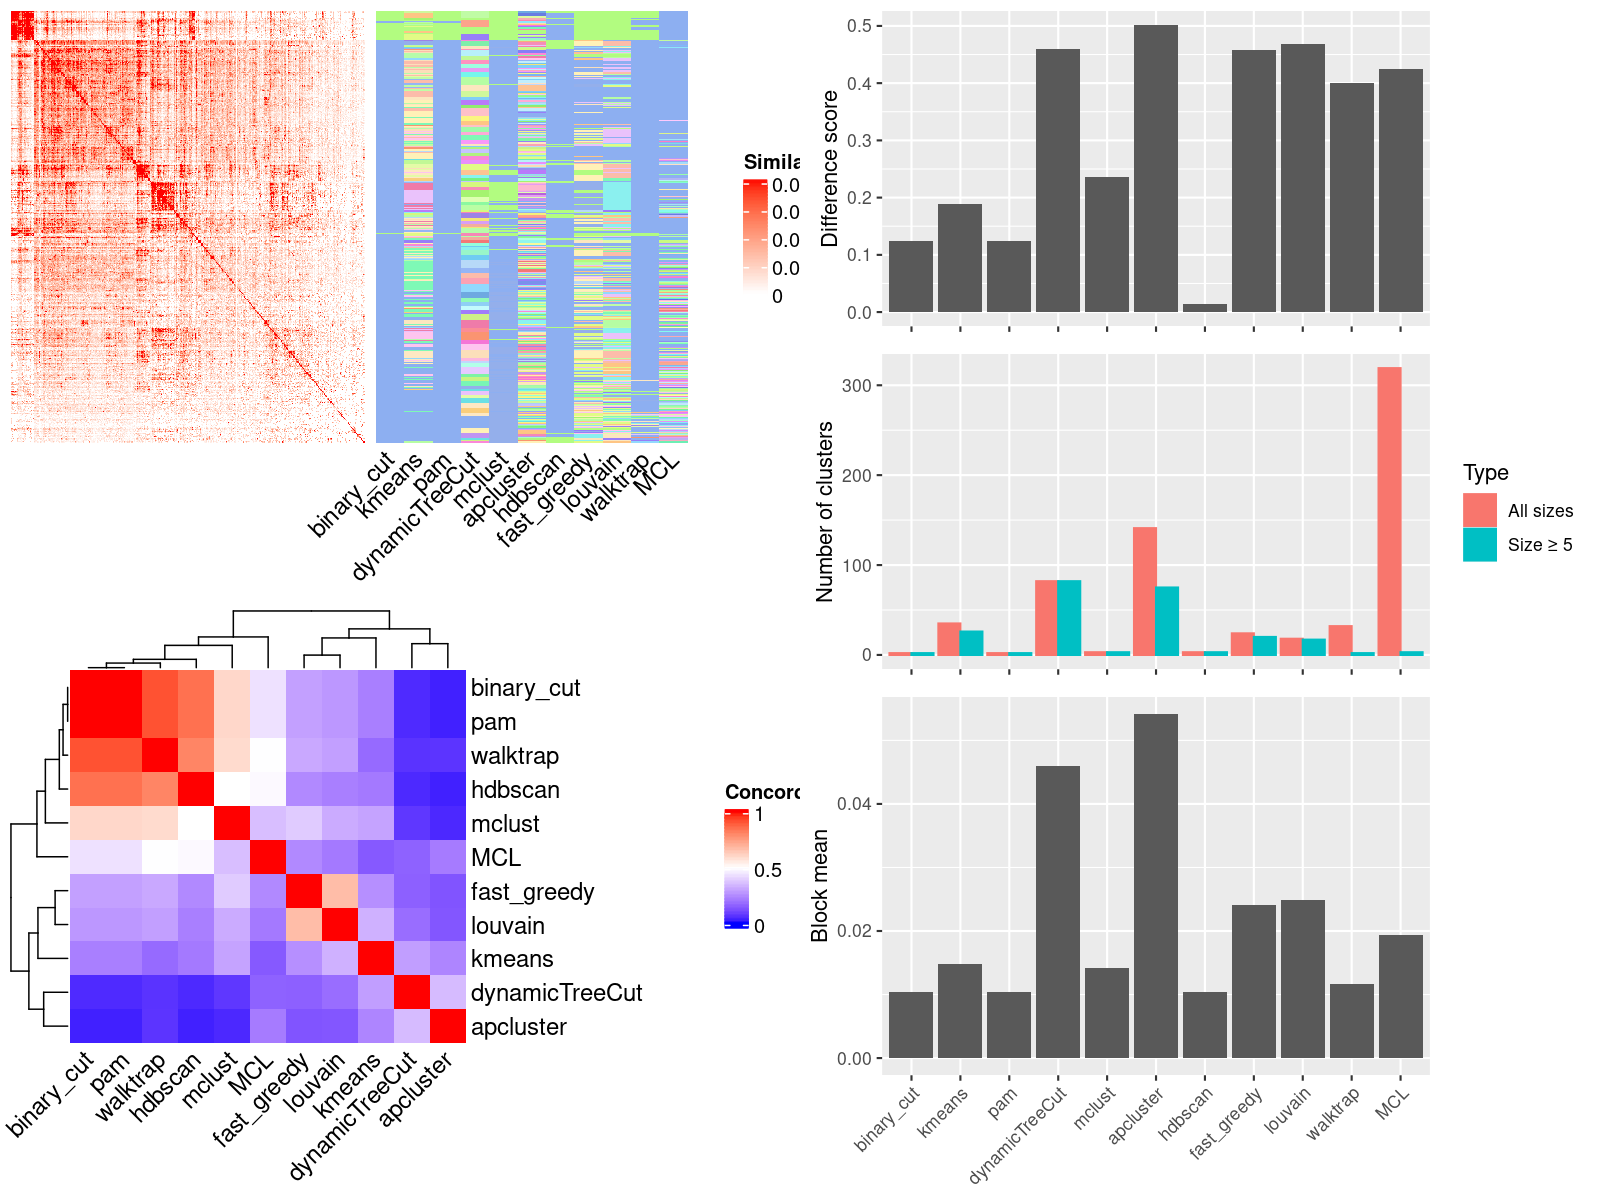 Simila
0.0
0.0
0.0
0.0
0
binary_cut
kmeans
pam
dynamicTreeCut
mclust
apcluster
hdbscan
fast_greedy
louvain
walktrap
MCL
binary_cut
pam
walktrap
hdbscan
mclust
MCL
fast_greedy
louvain
kmeans
dynamicTreeCut
apcluster
binary_cut
pam
walktrap
hdbscan
mclust
MCL
fast_greedy
louvain
kmeans
dynamicTreeCut
apcluster
Concord
1
0.5
0
Difference score
0.5
0.4
0.3
0.2
0.1
0.0
Number of clusters
300
200
100
0
Type
All sizes
Size ≥ 5
Block mean
0.04
0.02
0.00
binary_cut
kmeans
pam
dynamicTreeCut
mclust
apcluster
hdbscan
fast_greedy
louvain
walktrap
MCL